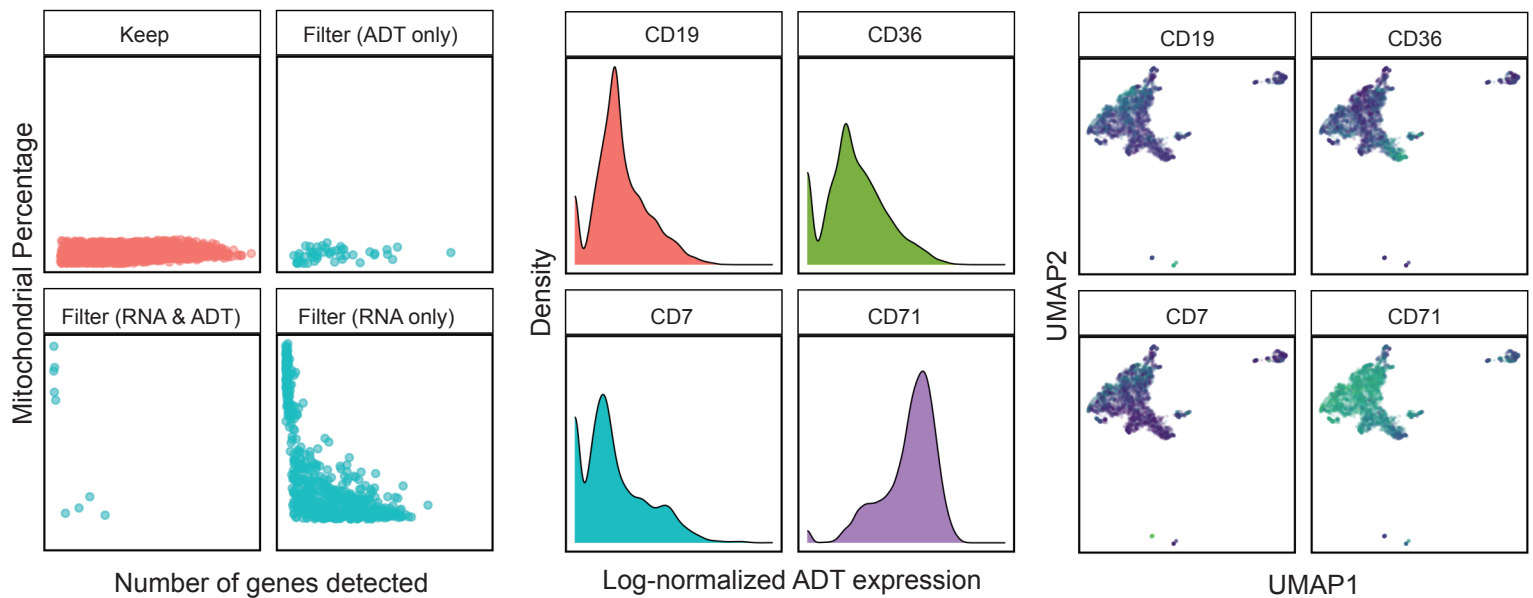 Keep
Filter (ADT only)
Filter (RNA & ADT)
Filter (RNA only)
Mitochondrial Percentage
Number of genes detected
CD19
CD36
CD7
CD71
Density
Log-normalized ADT expression
CD19
CD36
CD7
CD71
UMAP2
UMAP1